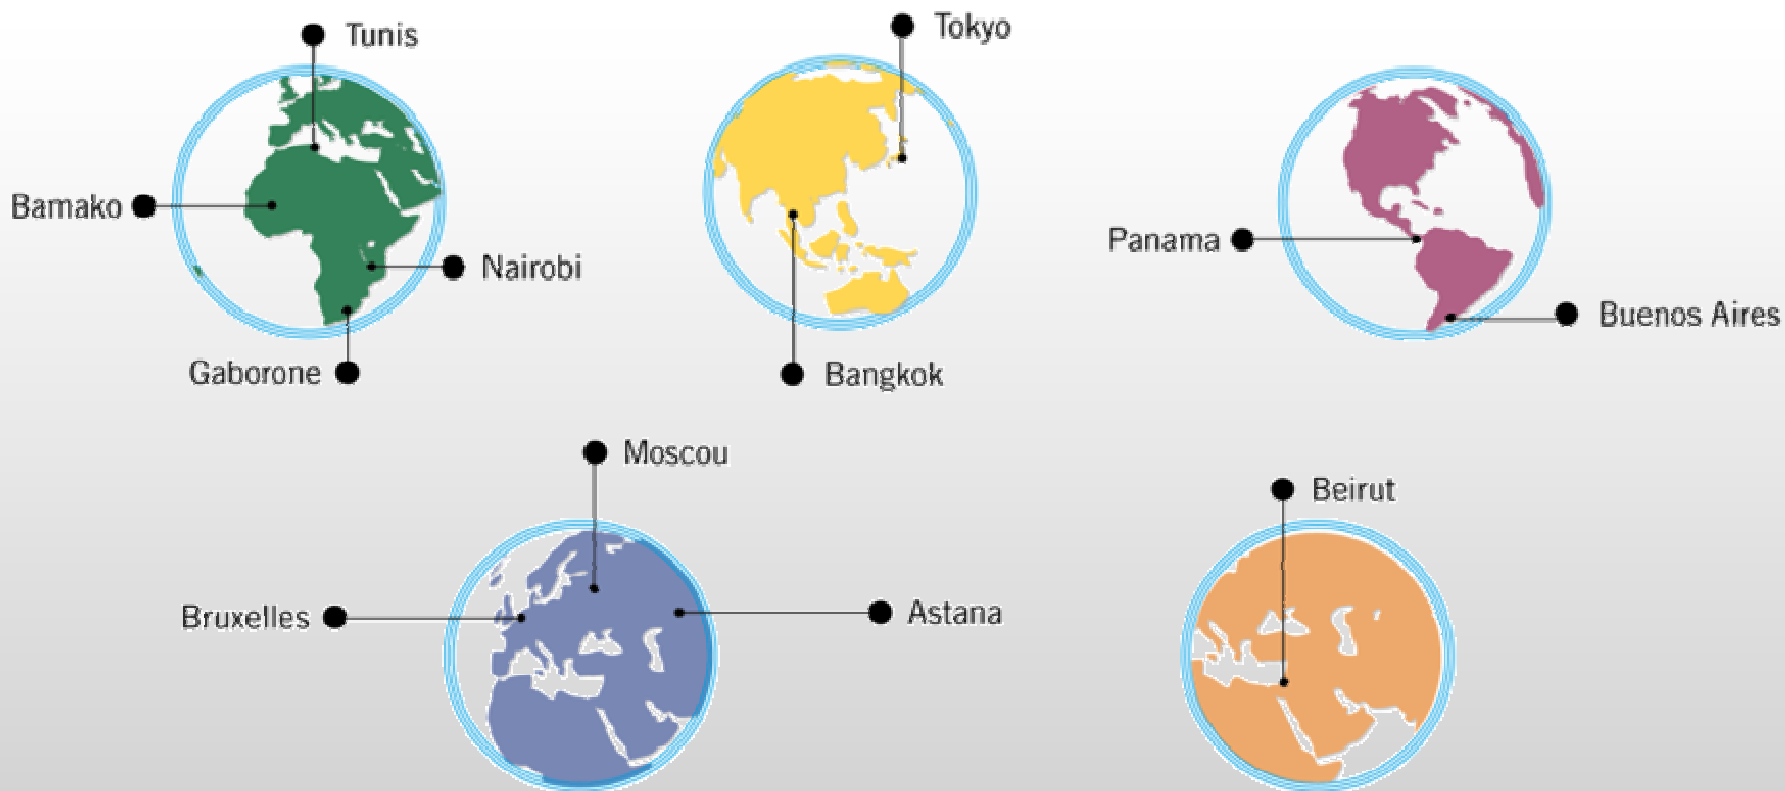 Tunis
Tokyo
Bamako
Nairobi
Panama
Buenos Aires
Gaborone
Bangkok
Moscou
Beirut
Bruxelles
Astana